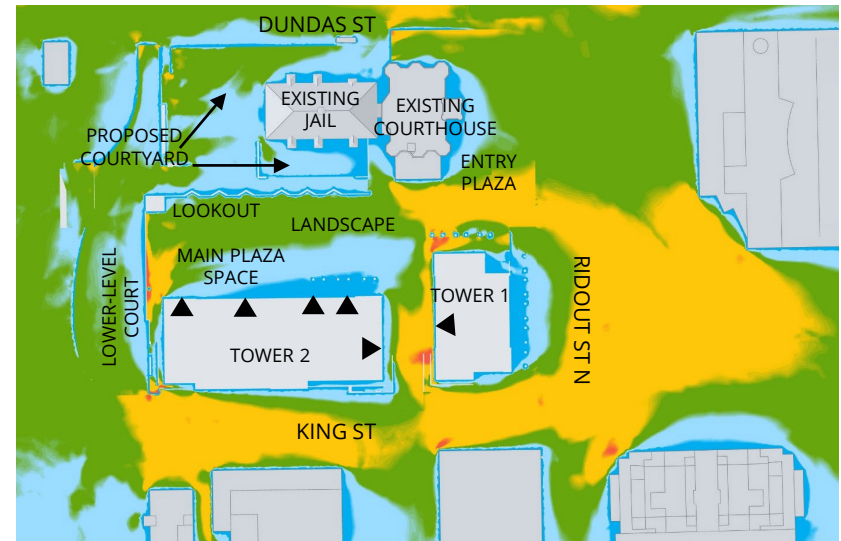 DUNDAS ST
EXISTING
JAIL
EXISTING
COURTHOUSE
PROPOSED
COURTYARD
ENTRY
PLAZA
LOOKOUT
LANDSCAPE
MAIN PLAZA
SPACE
LOWER-LEVEL
COURT
TOWER 1
RIDOUT ST N
TOWER 2
KING ST